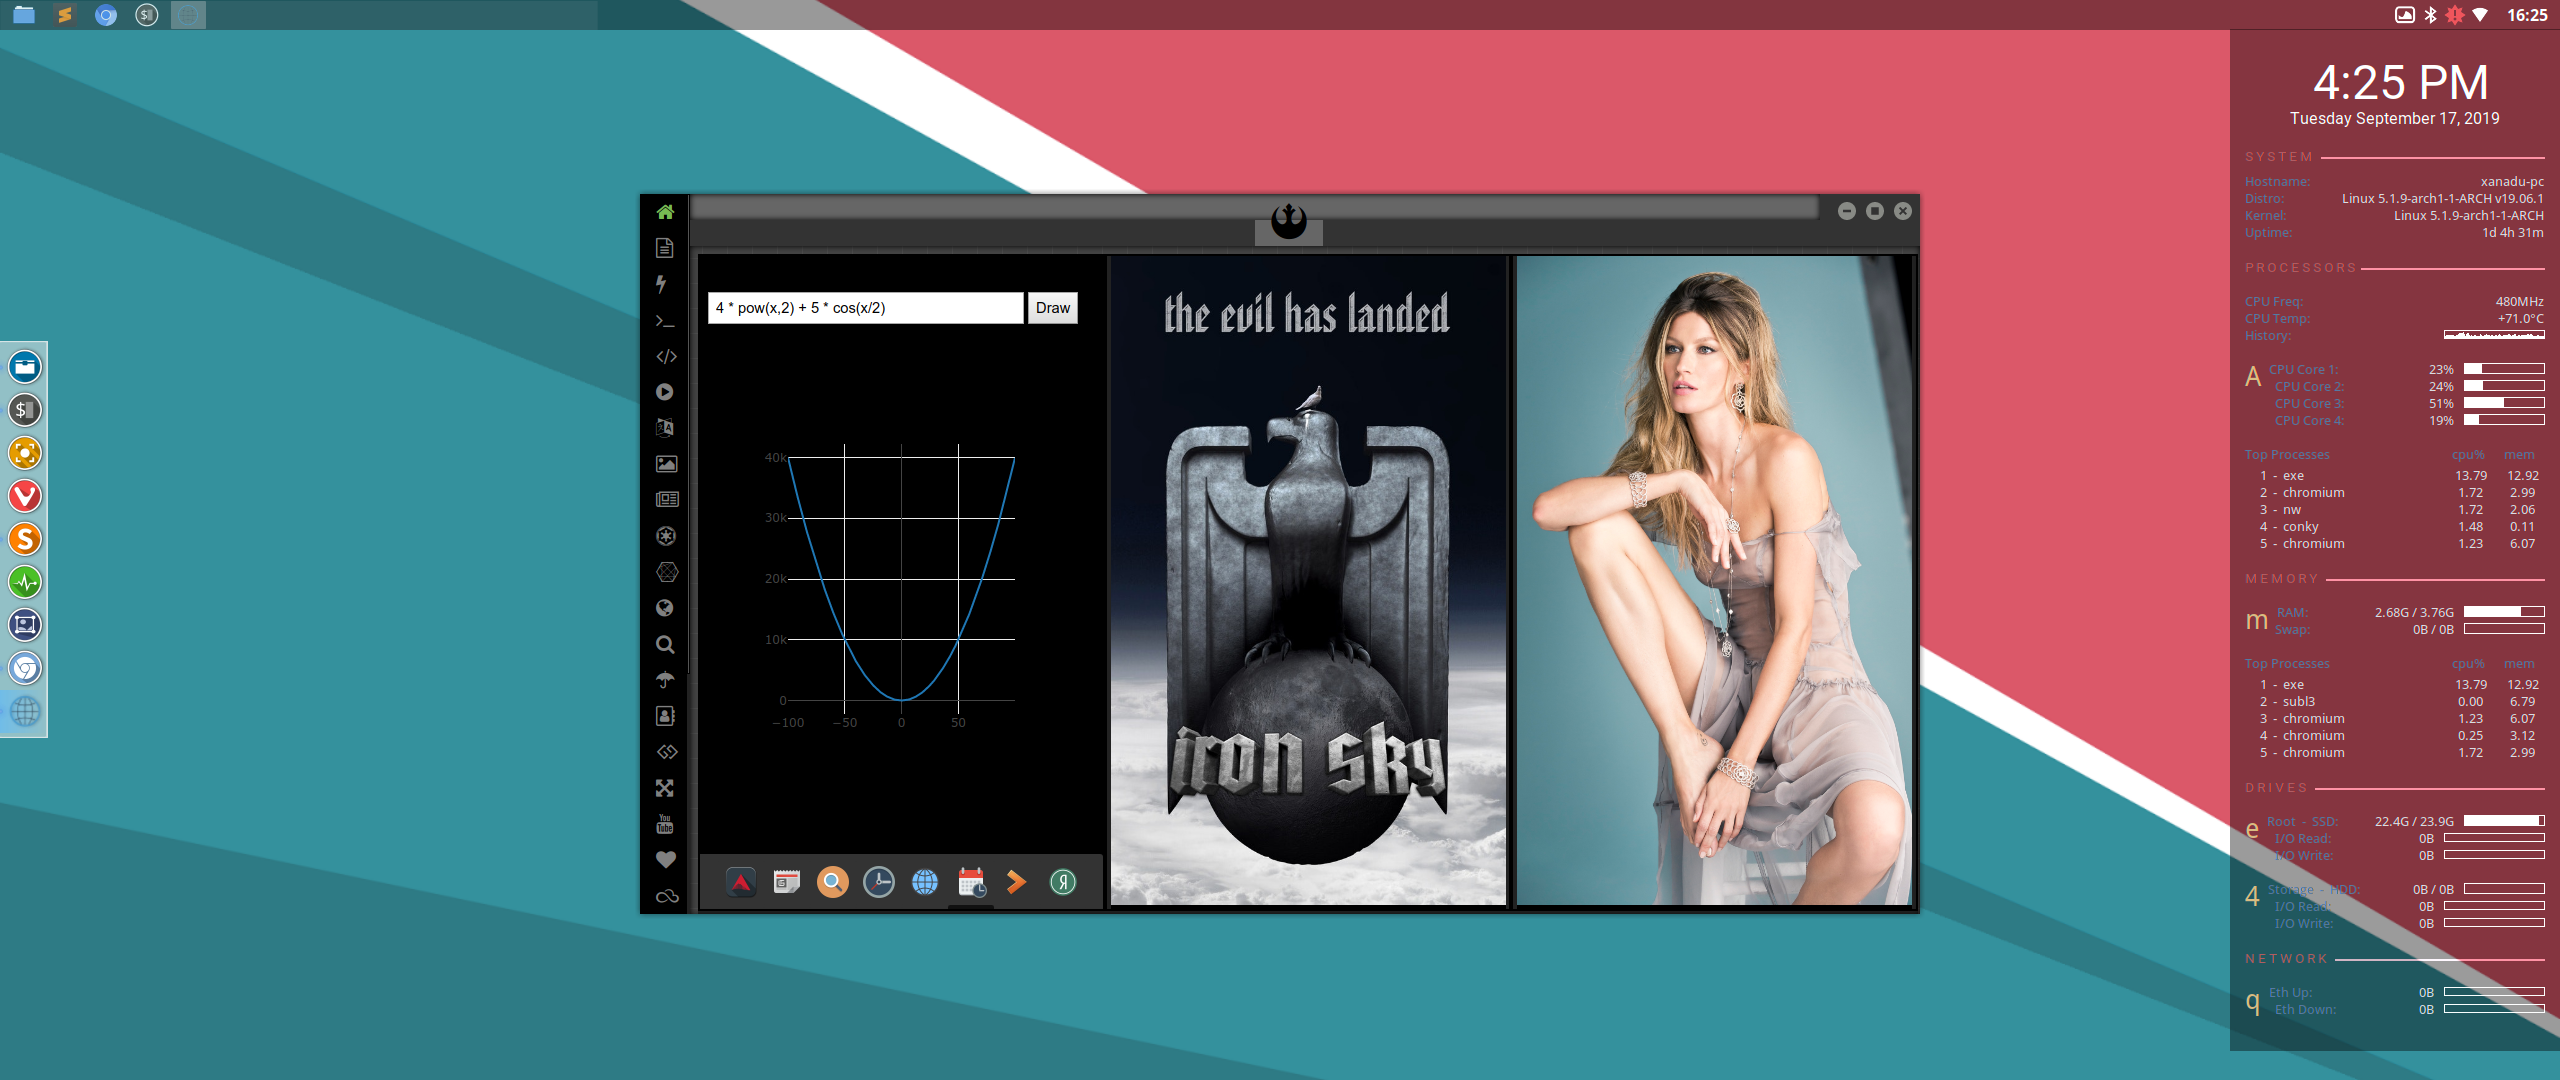 16:25
4:25 PM
Tuesday September 17, 2019
SYSTEM
Hostname: xanadu-pc
Distro: Linux 5.1.9-arch1-1-ARCH v19.06.1
Kernel: Linux 5.1.9-arch1-1-ARCH
Uptime: 1d 4h 31m
PROCESSORS
CPU Freq: 480MHz
CPU Temp: +71.0°C
History:
A CPU Core 1: 23%
CPU Core 2: 24%
CPU Core 3: 51%
CPU Core 4: 19%
Top Processes cpu% mem
1 - exe 13.79 12.92
2 - chromium 1.72 2.99
3 - nw 1.72 2.06
4 - conky 1.48 0.11
5 - chromium 1.23 6.07
MEMORY
m RAM: 2.68G / 3.76G
Swap: 0B / 0B
Top Processes cpu% mem
1 - exe 13.79 12.92
2 - subl3 0.00 6.79
3 - chromium 1.23 6.07
4 - chromium 0.25 3.12
5 - chromium 1.72 2.99
DRIVES
e Root - SSD: 22.4G / 23.9G
I/O Read: 0B
I/O Write: 0B
4 Storage - HDD: 0B / 0B
I/O Read: 0B
I/O Write: 0B
NETWORK
q Eth Up: 0B
Eth Down: 0B
4 * pow(x,2) + 5 * cos(x/2) Draw
40k
30k
20k
10k
0
−100 −50 0 50
You
Tube
the evil has landed
iron sky